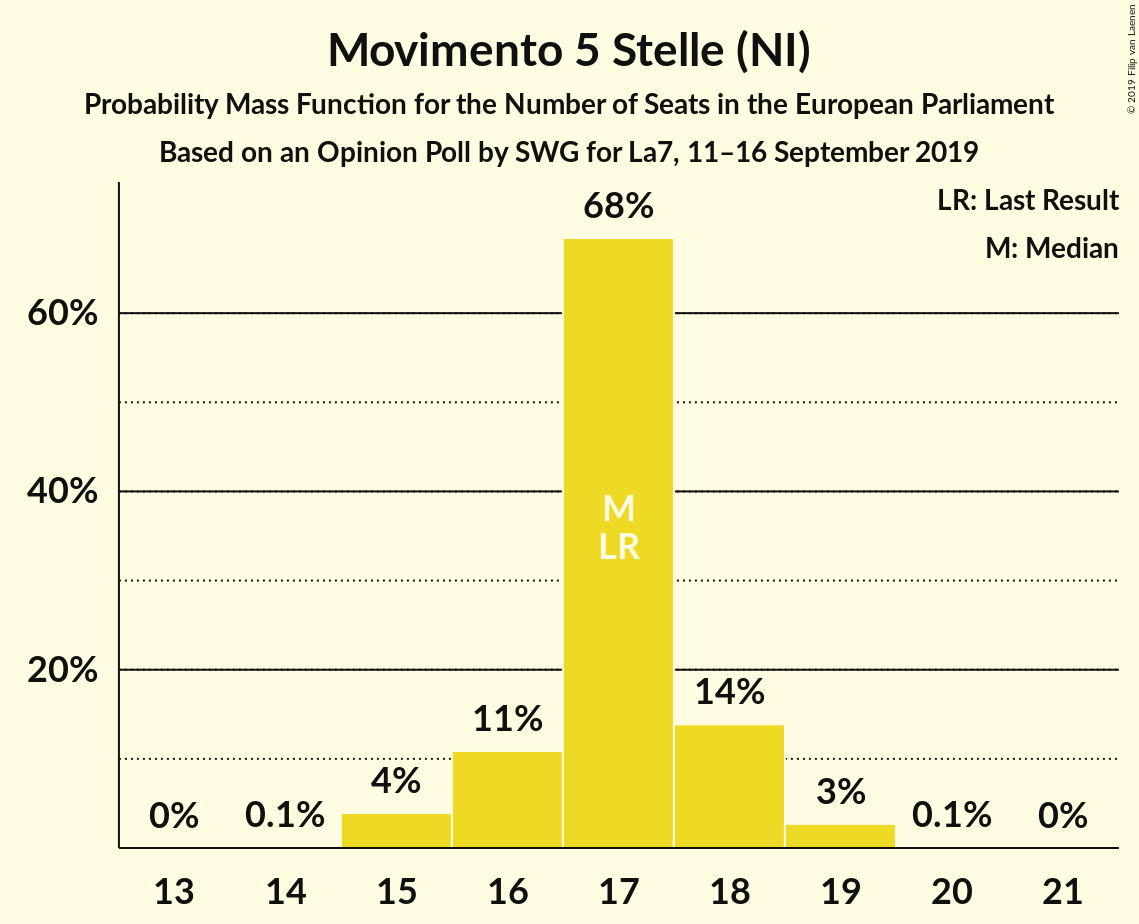 Movimento 5 Stelle (NI)
Probability Mass Function for the Number of Seats in the European Parliament
Based on an Opinion Poll by SWG for La7, 11–16 September 2019
© 2019 Filip van Laenen
LR: Last Result
M: Median
68%
60%
40%
M
LR
20%
14%
11%
4%
3%
0%
0.1%
0.1%
0%
13 14 15 16 17 18 19 20 21